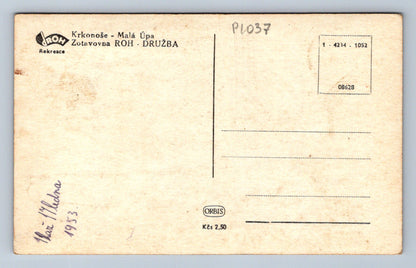 P1037
ROH
Rekreace
Krkonoše - Malá Úpa
Zotavovna ROH - DRUŽBA
1 - 4214 - 1052
08628
ORBIS
Kčs 2,50
1953